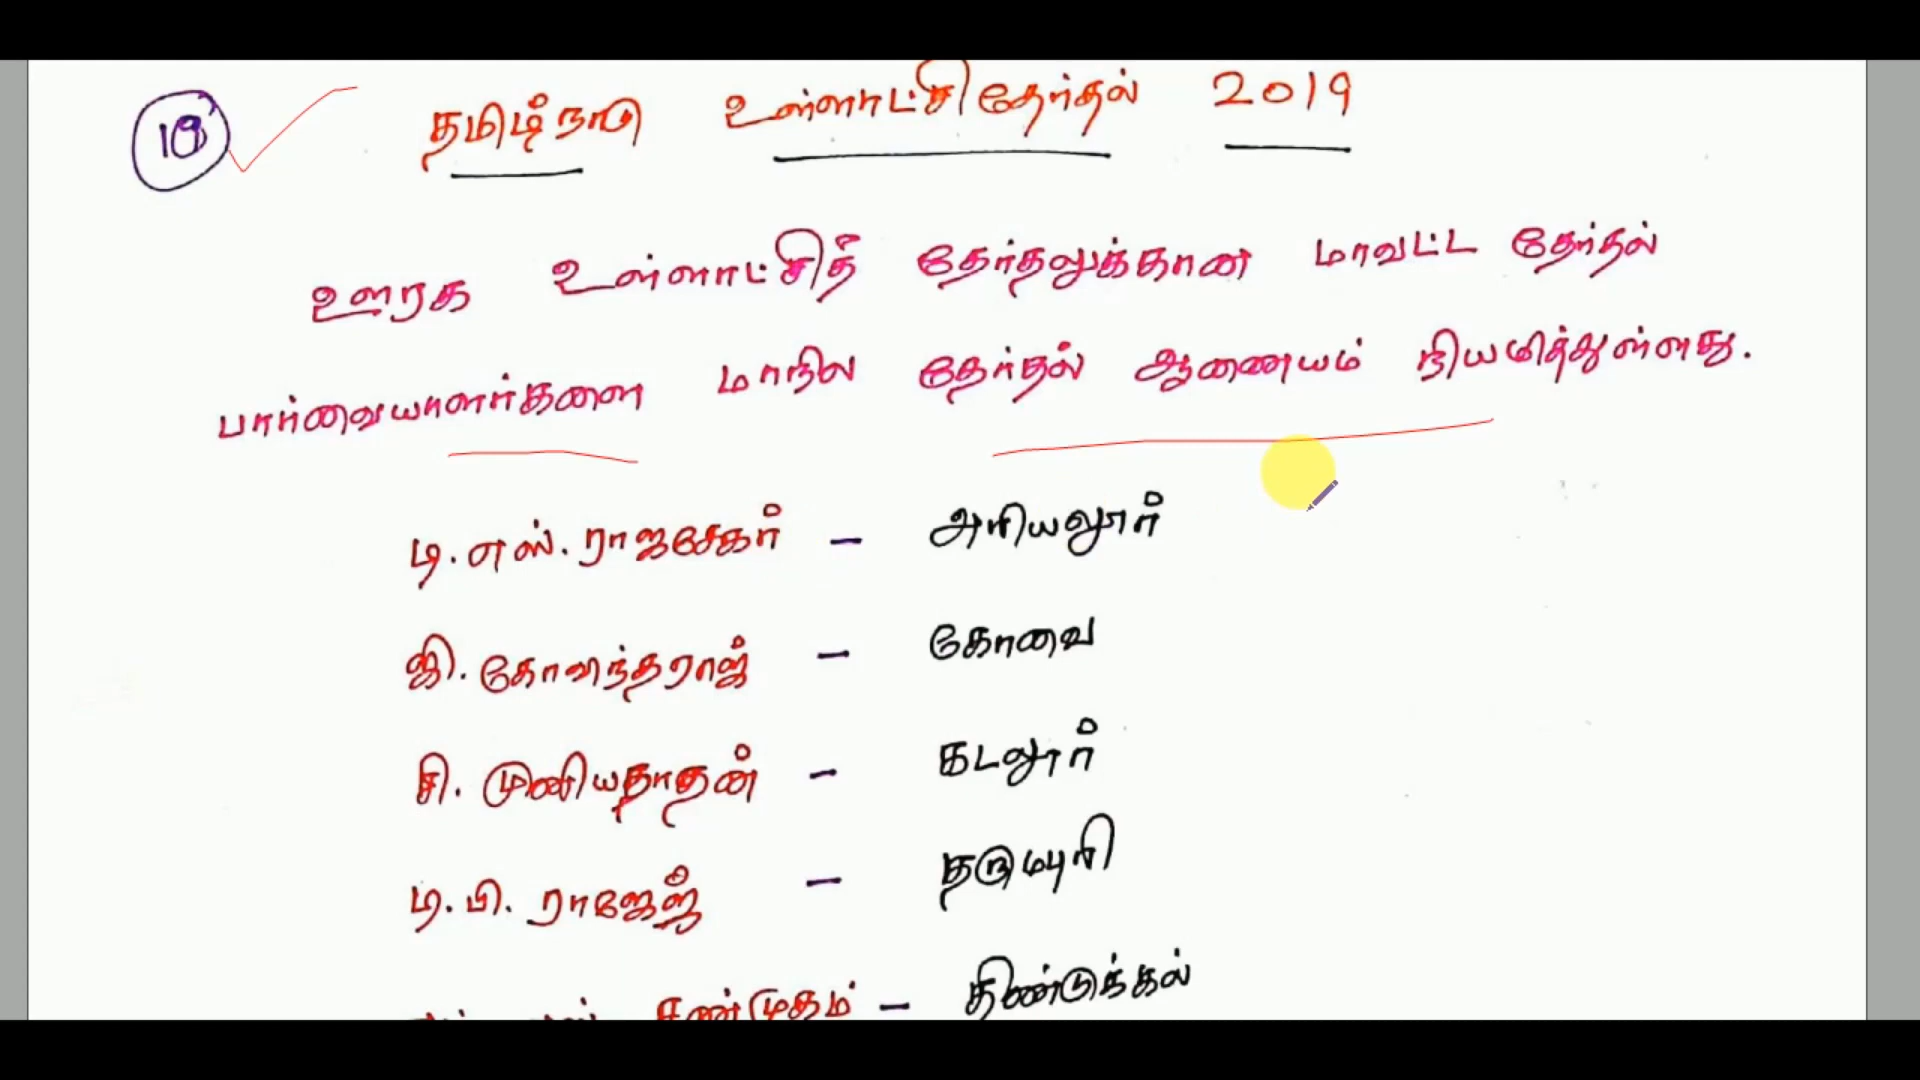 18
தமிழ்நாடு உள்ளாட்சி தேர்தல் 2019
ஊரக உள்ளாட்சித் தேர்தலுக்கான மாவட்ட தேர்தல்
பார்வையாளர்களை மாநில தேர்தல் ஆணையம் நியமித்துள்ளது.
டி.எஸ். ராஜசேகர் - அரியலூர்
ஜி. கோவிந்தராஜ் - கோவை
சி. முனியநாதன் - கடலூர்
டி.பி. ராஜேஷ் - தருமபுரி
சண்முகம் - திண்டுக்கல்